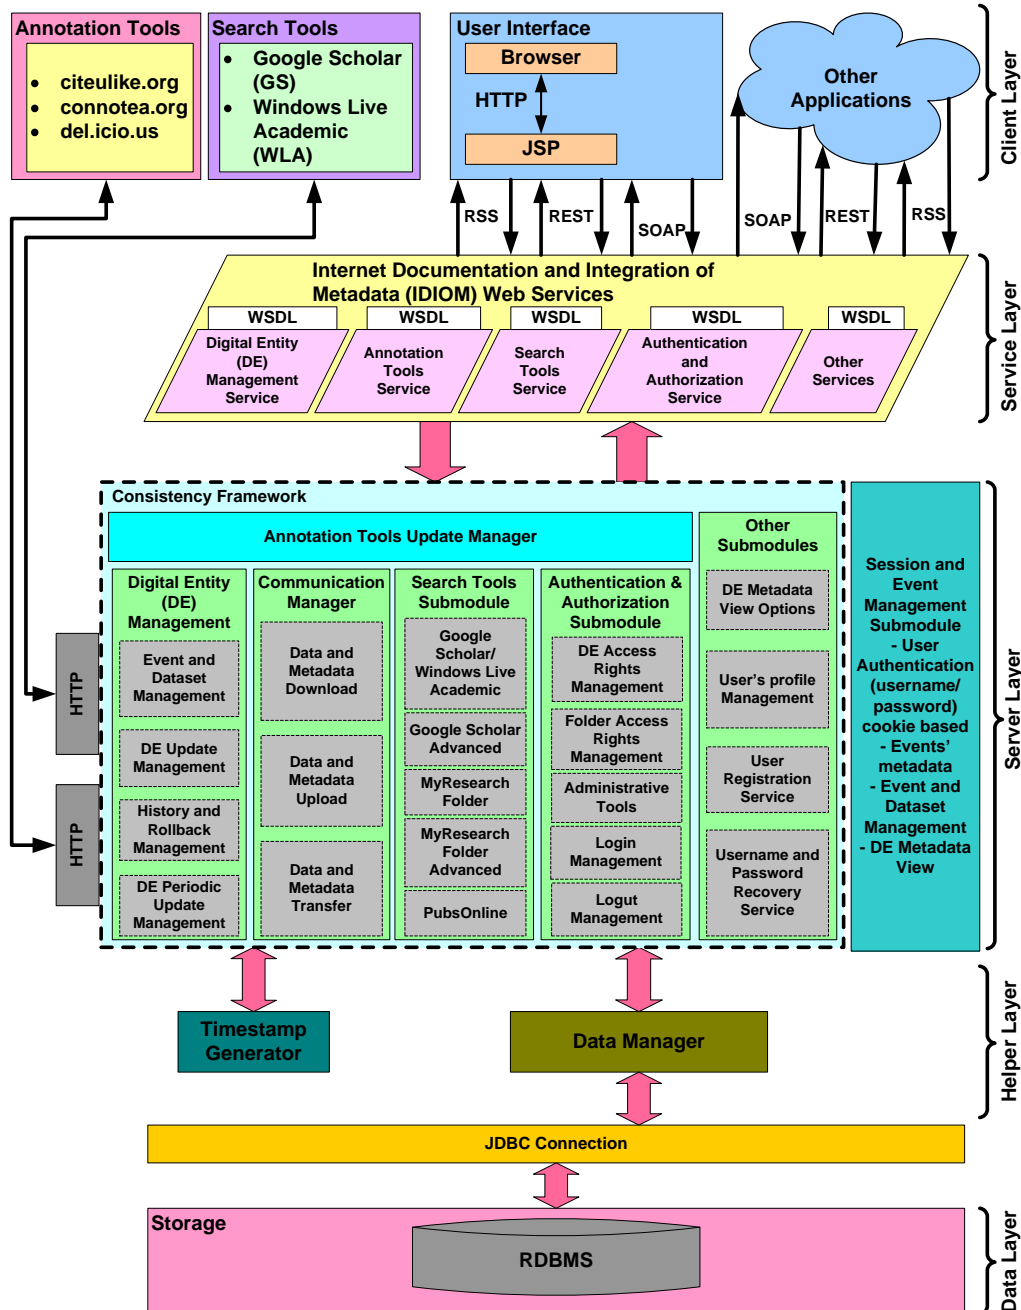 Annotation Tools
citeulike.org
connotea.org
del.icio.us
Search Tools
Google Scholar
(GS)
Windows Live
Academic
(WLA)
User Interface
Browser
HTTP
JSP
Other
Applications
Client Layer
RSS
REST
SOAP
SOAP
REST
RSS
Internet Documentation and Integration of
Metadata (IDIOM) Web Services
WSDL
WSDL
WSDL
WSDL
WSDL
Digital Entity
(DE)
Management
Service
Annotation
Tools
Service
Search
Tools
Service
Authentication
and
Authorization
Service
Other
Services
Service Layer
Consistency Framework
Annotation Tools Update Manager
Digital Entity
(DE)
Management
Event and
Dataset
Management
DE Update
Management
History and
Rollback
Management
DE Periodic
Update
Management
Communication
Manager
Data and
Metadata
Download
Data and
Metadata
Upload
Data and
Metadata
Transfer
Search Tools
Submodule
Google
Scholar/
Windows Live
Academic
Google Scholar
Advanced
MyResearch
Folder
MyResearch
Folder
Advanced
PubsOnline
Authentication &
Authorization
Submodule
DE Access
Rights
Management
Folder Access
Rights
Management
Administrative
Tools
Login
Management
Logut
Management
Other
Submodules
DE Metadata
View Options
User's profile
Management
User
Registration
Service
Username and
Password
Recovery
Service
Session and
Event
Management
Submodule
- User
Authentication
(username/
password)
cookie based
- Events'
metadata
- Event and
Dataset
Management
- DE Metadata
View
HTTP
HTTP
Server Layer
Timestamp
Generator
Data Manager
Helper Layer
JDBC Connection
Storage
RDBMS
Data Layer